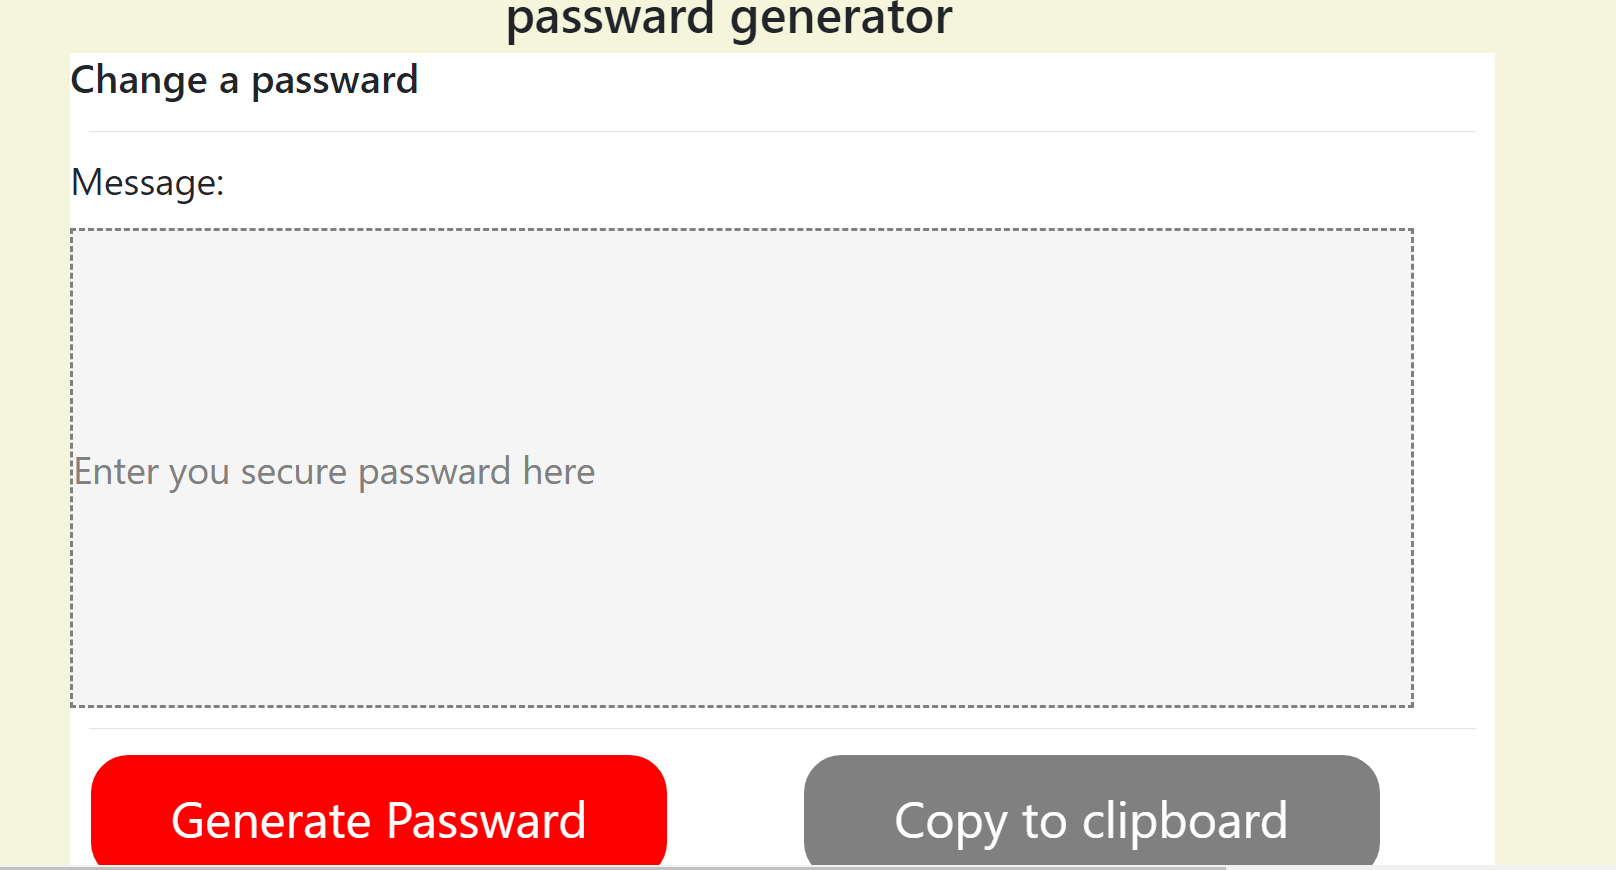 passward generator
Change a passward
Message:
Enter you secure passward here
Generate Passward
Copy to clipboard